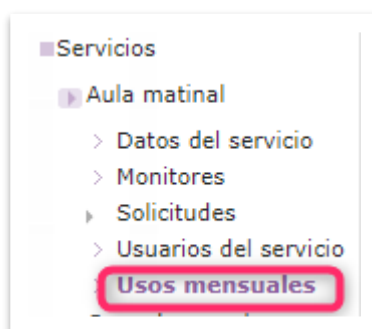 Servicios
Aula matinal
Datos del servicio
Monitores
Solicitudes
Usuarios del servicio
Usos mensuales